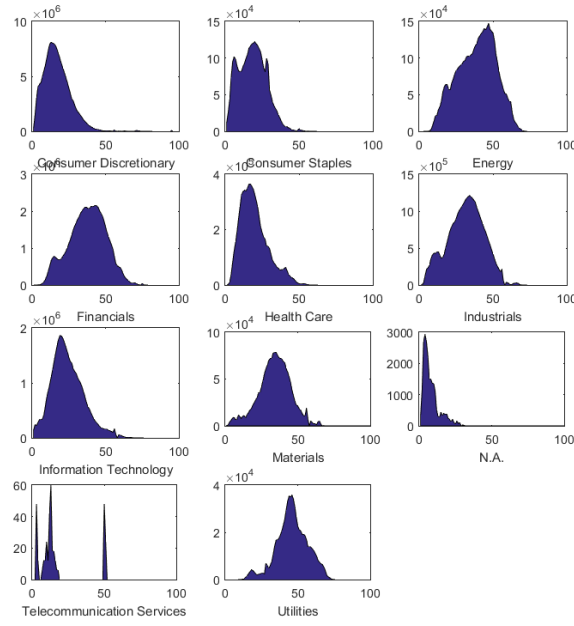 ×10^6 ×10^4 ×10^4
10 15 15
5 10 10
5 5
0 0 0
0 50 100 0 50 100 0 50 100
Consumer Discretionary Consumer Staples Energy
×10 ×10 ×10^5
3 4 15
2 3 10
2
1 1 5
0 0 0
0 50 100 0 50 100 0 50 100
Financials Health Care Industrials
×10^6 ×10^4
2 10 3000
1 5 2000
1000
0 0 0
0 50 100 0 50 100 0 50 100
Information Technology Materials N.A.
×10^4
60 4
40 2
20
0 0
0 50 100 0 50 100
Telecommunication Services Utilities